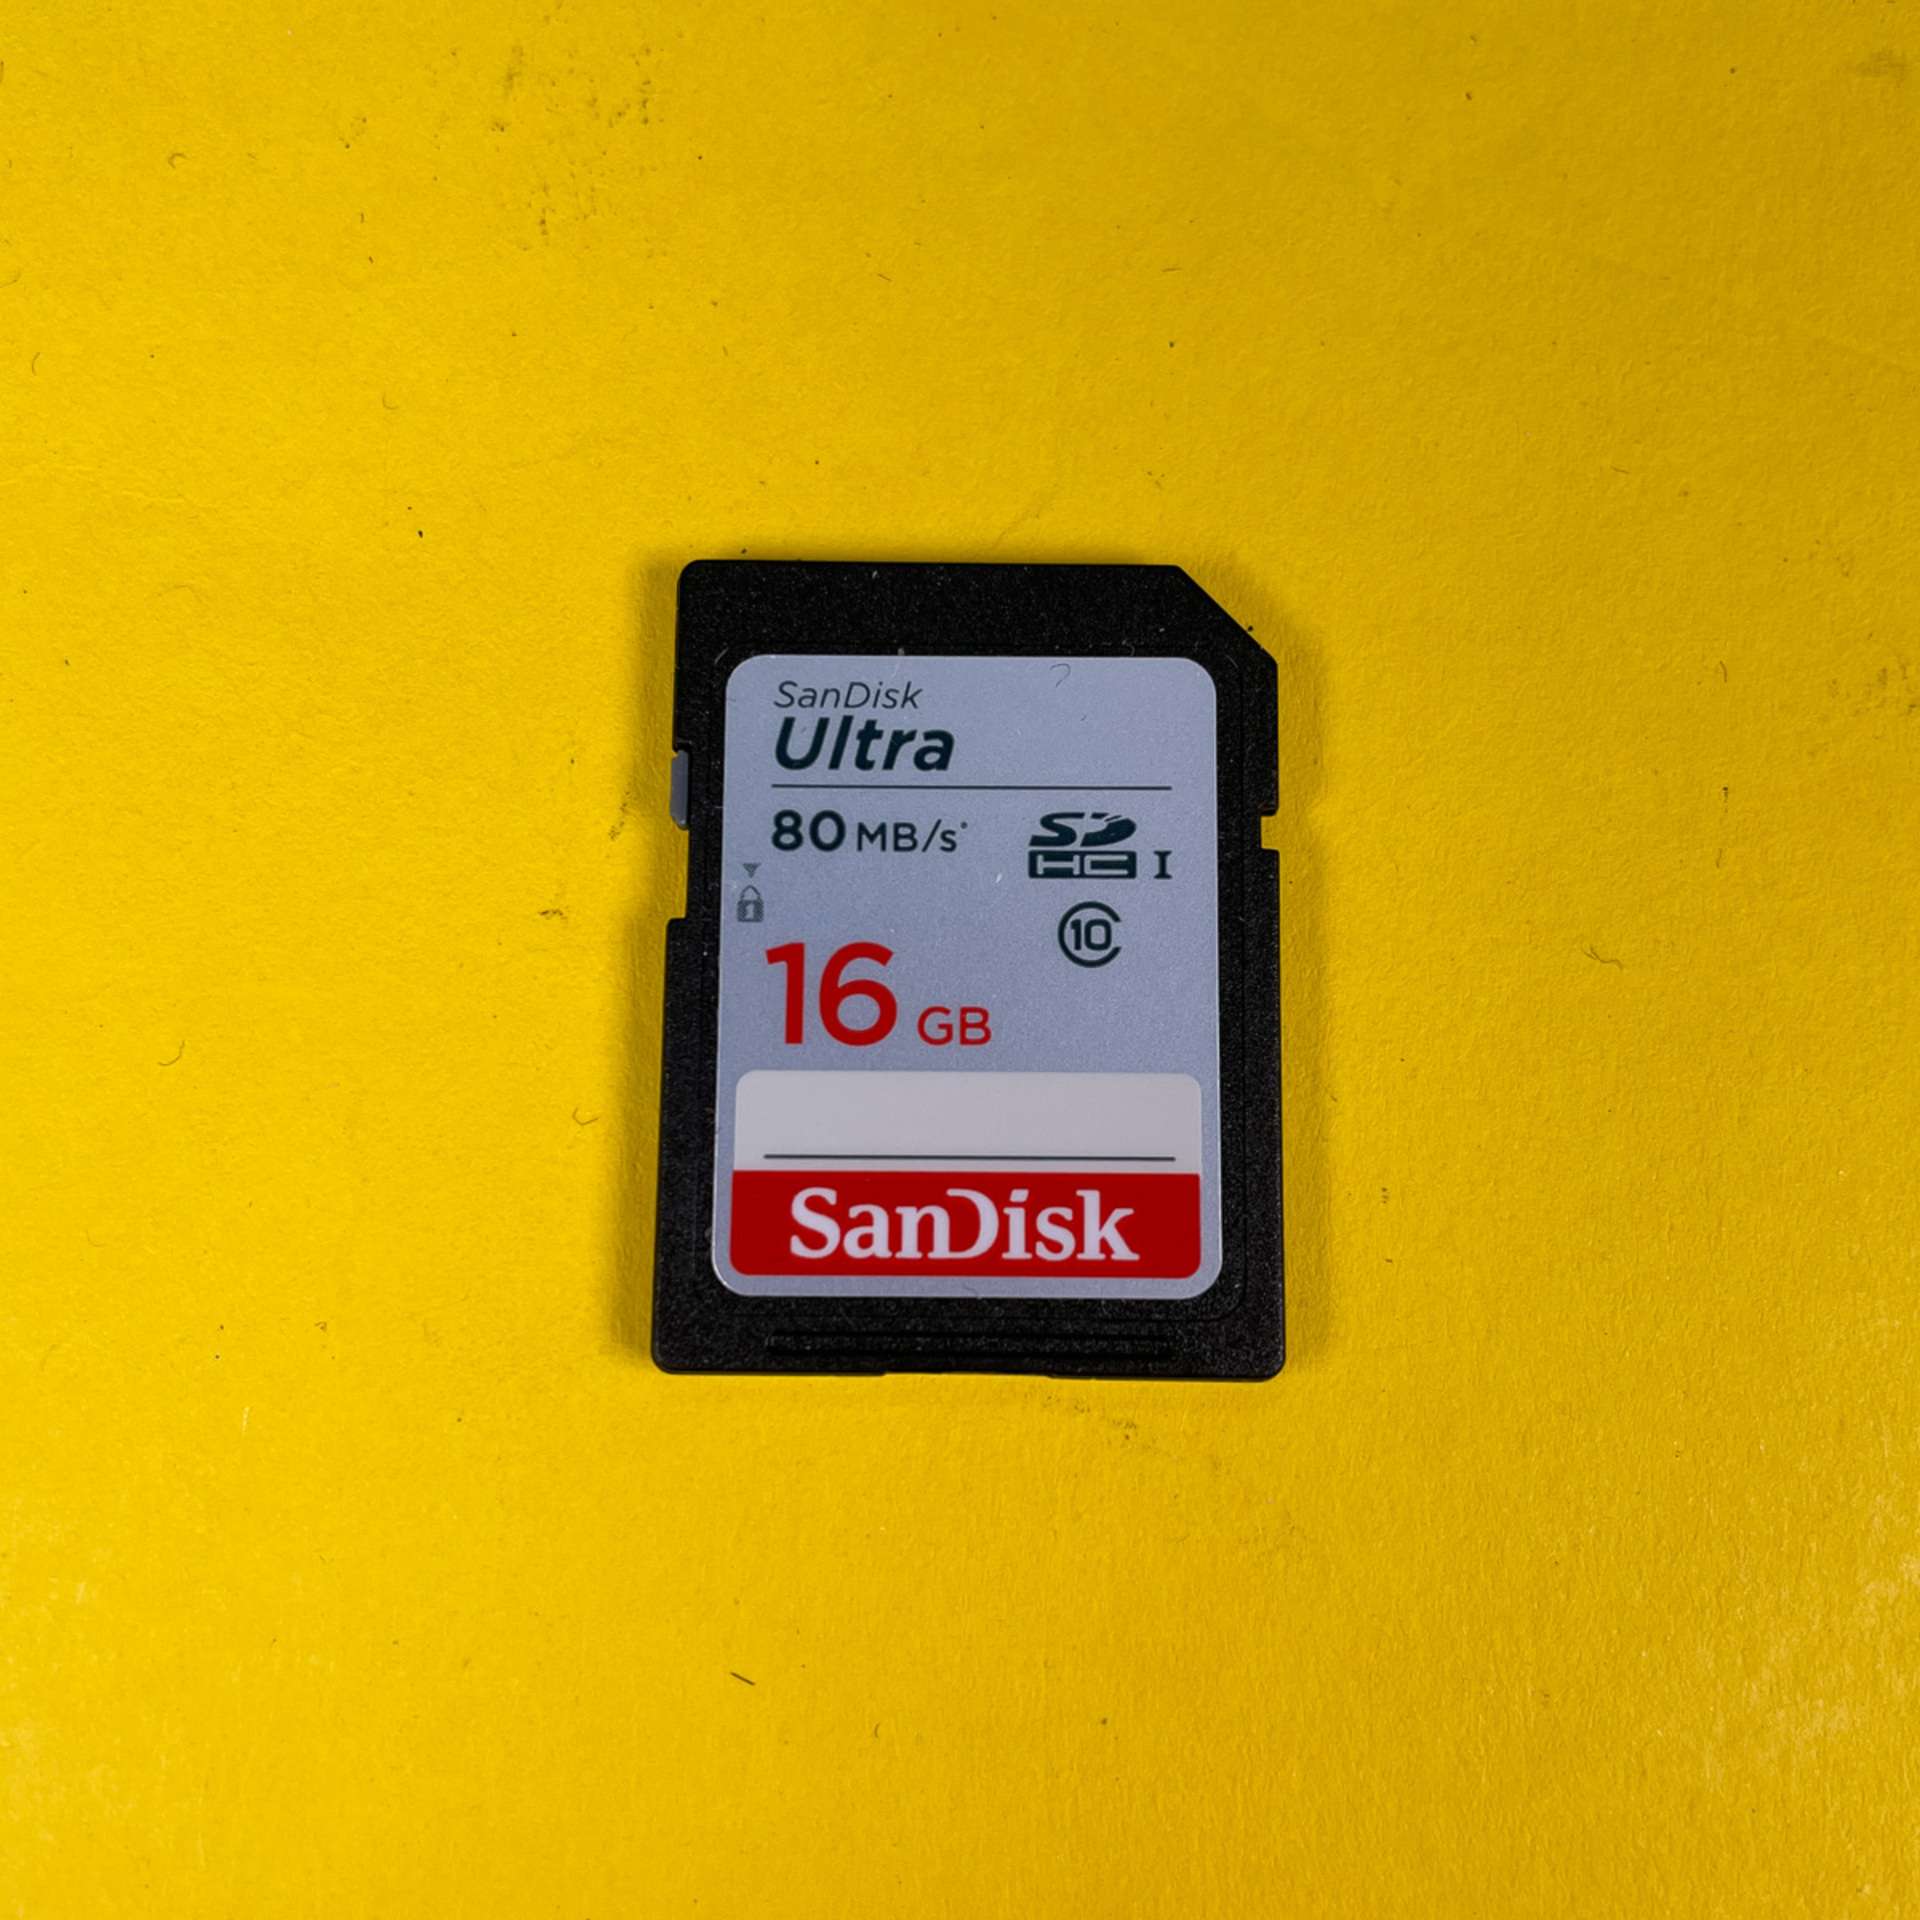 SanDisk
Ultra
80 MB/s*
SD
HC I
10
16 GB
SanDisk